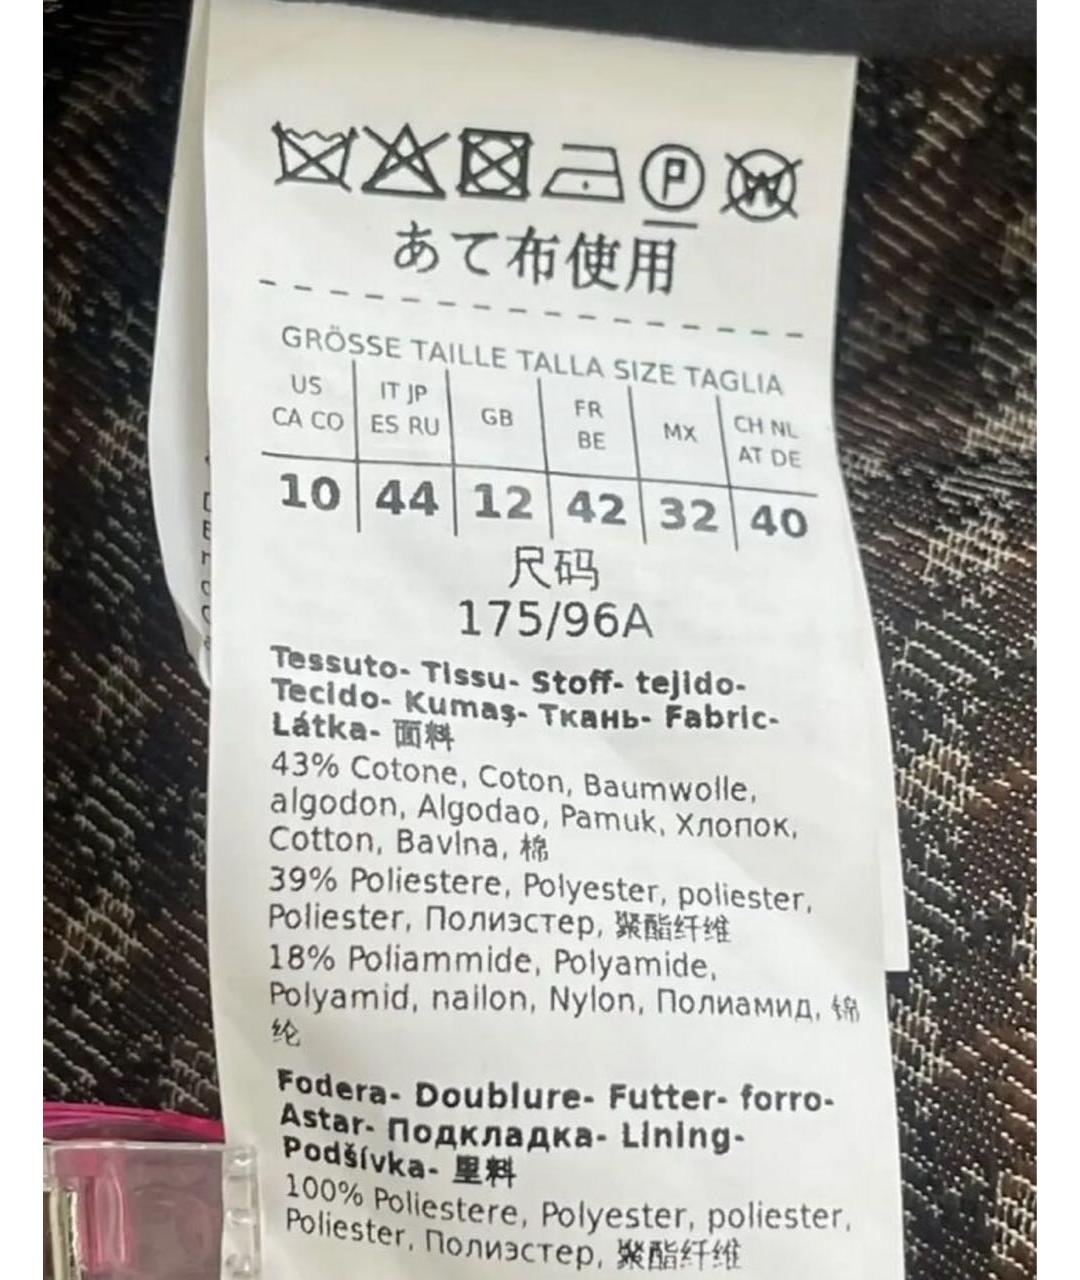 あて布使用
GRÖSSE TAILLE TALLA SIZE TAGLIA
US IT JP GB FR MX CH NL
CA CO ES RU BE AT DE
10 44 12 42 32 40
尺码
175/96A
Tessuto- Tissu- Stoff- tejido-
Tecido- Kumaş- Ткань- Fabric-
Látka- 面料
43% Cotone, Coton, Baumwolle,
algodon, Algodao, Pamuk, Хлопок,
Cotton, Bavlna, 棉
39% Poliestere, Polyester, poliester,
Poliester, Полиэстер, 聚酯纤维
18% Poliammide, Polyamide,
Polyamid, nailon, Nylon, Полиамид, 锦
纶
Fodera- Doublure- Futter- forro-
Astar- Подкладка- Lining-
Podšívka- 里料
100% Poliestere, Polyester, poliester,
Poliester, Полиэстер, 聚酯纤维